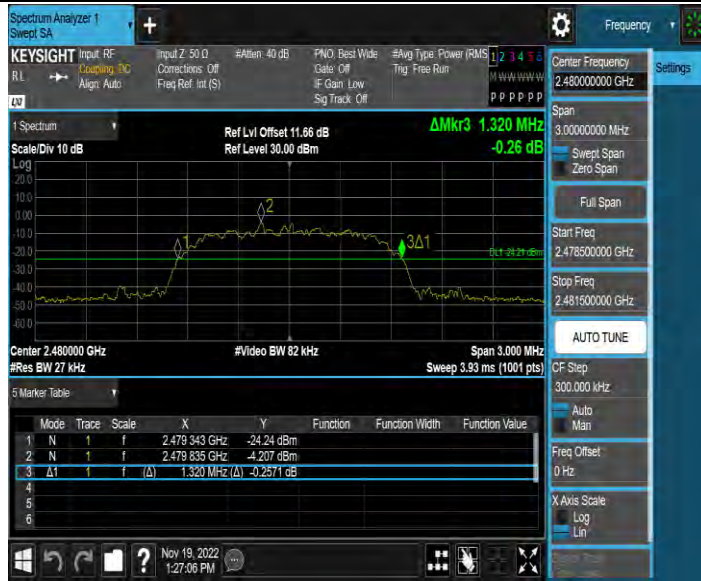 Spectrum Analyzer 1
Swept SA
+
Frequency
KEYSIGHT Input: RF Input Z: 50 Ω #Atten: 40 dB PNO: Best Wide #Avg Type: Power (RMS 1 2 3 4 5 6
RL Coupling: DC Corrections: Off Gate: Off Trig: Free Run M W W W W W
Align: Auto Freq Ref: Int (S) IF Gain: Low
Sig Track: Off P P P P P P
LXI
Center Frequency
2.480000000 GHz
Settings
Span
3.00000000 MHz
Swept Span
Zero Span
Full Span
Start Freq
2.478500000 GHz
Stop Freq
2.481500000 GHz
AUTO TUNE
CF Step
300.000 kHz
Auto
Man
Freq Offset
0 Hz
X Axis Scale
Log
Lin
1 Spectrum
Ref Lvl Offset 11.66 dB ΔMkr3 1.320 MHz
Scale/Div 10 dB Ref Level 30.00 dBm -0.26 dB
Log
20.0
10.0
0.00
-10.0
-20.0
-30.0
-40.0
-50.0
-60.0
1
2
3Δ1
DL1 -24.21 dBm
Center 2.480000 GHz #Video BW 82 kHz Span 3.000 MHz
#Res BW 27 kHz Sweep 3.93 ms (1001 pts)
5 Marker Table
Mode Trace Scale X Y Function Function Width Function Value
1 N 1 f 2.479 343 GHz -24.24 dBm
2 N 1 f 2.479 835 GHz -4.207 dBm
3 Δ1 1 f (Δ) 1.320 MHz (Δ) -0.2571 dB
4
5
6
? Nov 19, 2022
1:27:06 PM